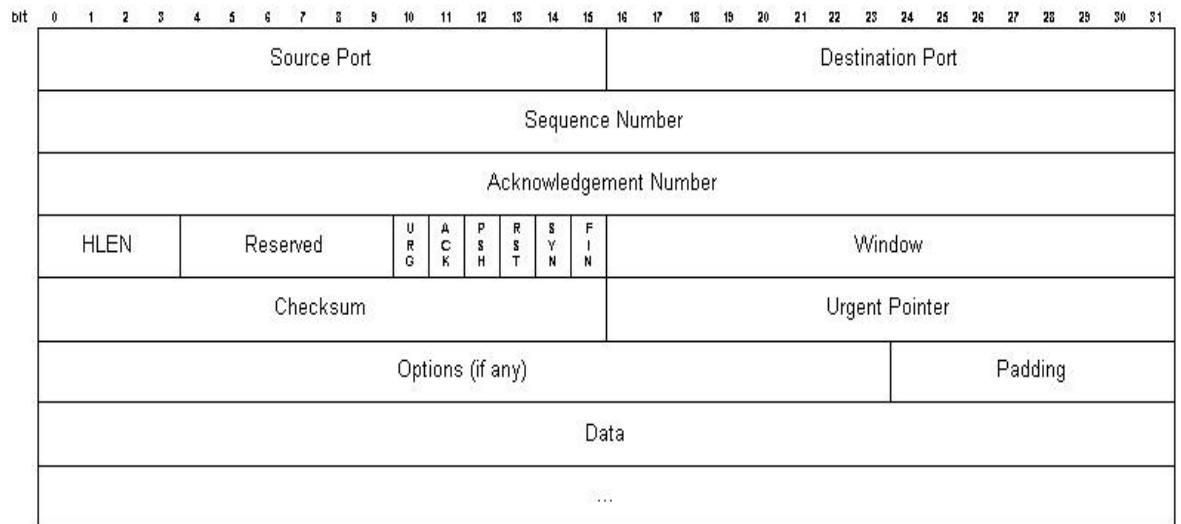 bit 0 1 2 3 4 5 6 7 8 9 10 11 12 13 14 15 16 17 18 19 20 21 22 23 24 25 26 27 28 29 30 31
Source Port Destination Port
Sequence Number
Acknowledgement Number
HLEN Reserved URG ACK PSH RST SYN FIN Window
Checksum Urgent Pointer
Options (if any) Padding
Data
...